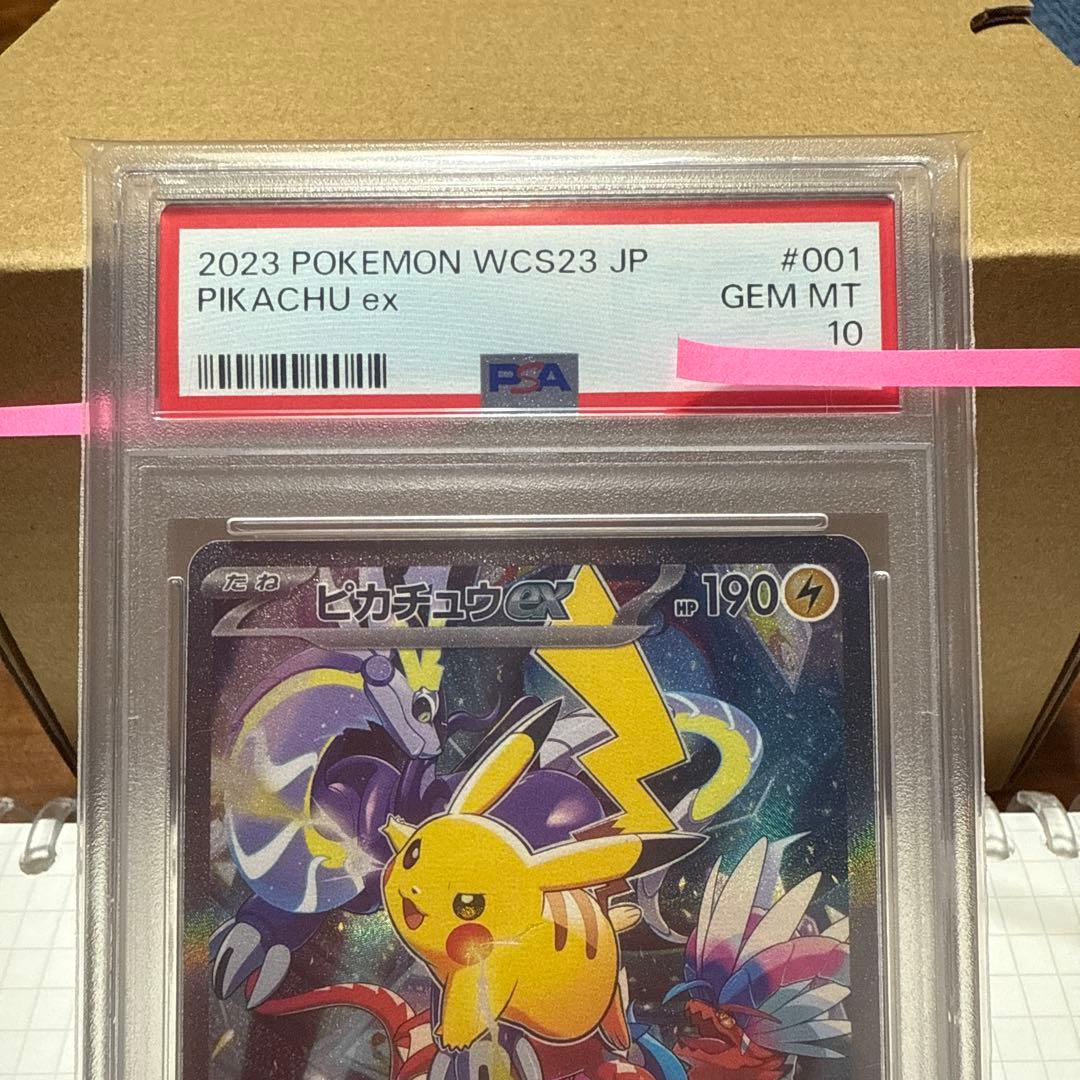 2023 POKEMON WCS23 JP #001
PIKACHU ex GEM MT
10
PSA
たね ピカチュウex HP 190